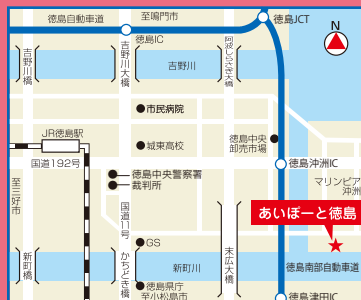 徳島自動車道
至鳴門市
徳島JCT
N
徳島IC
吉野川橋
吉野川大橋
吉野川
阿波しらさぎ大橋
市民病院
JR徳島駅
城東高校
徳島中央
卸売市場
国道192号
徳島中央警察署
裁判所
徳島沖洲IC
至三好市
マリンピア
沖洲
国道11号
あいぽーと徳島
GS
新町橋
かちどき橋
新町川
末広大橋
徳島南部自動車道
徳島県庁
至小松島市
徳島津田IC